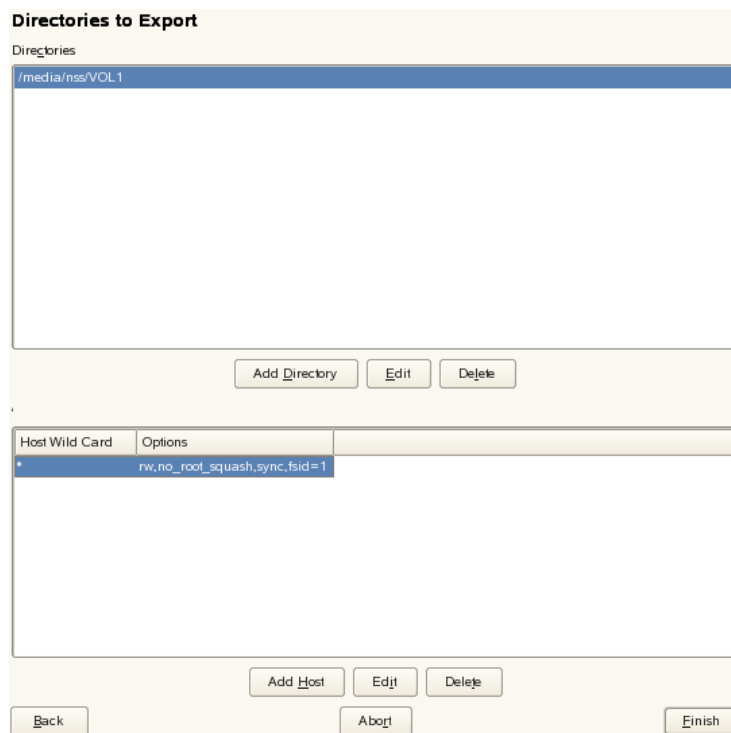 Directories to Export
Directories
/media/nss/VOL1
Add Directory Edit Delete
Host Wild Card Options
* rw,no_root_squash,sync,fsid=1
Add Host Edit Delete
Back Abort Finish